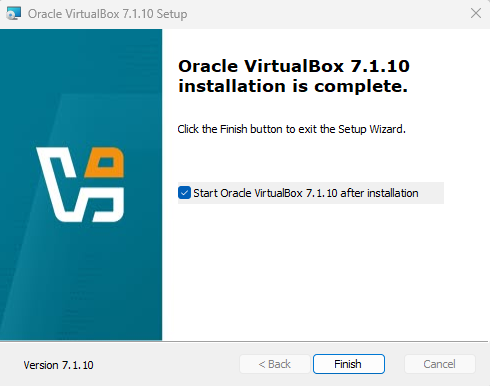 Oracle VirtualBox 7.1.10 Setup
Oracle VirtualBox 7.1.10
installation is complete.
Click the Finish button to exit the Setup Wizard.
Start Oracle VirtualBox 7.1.10 after installation
Version 7.1.10
< Back
Finish
Cancel